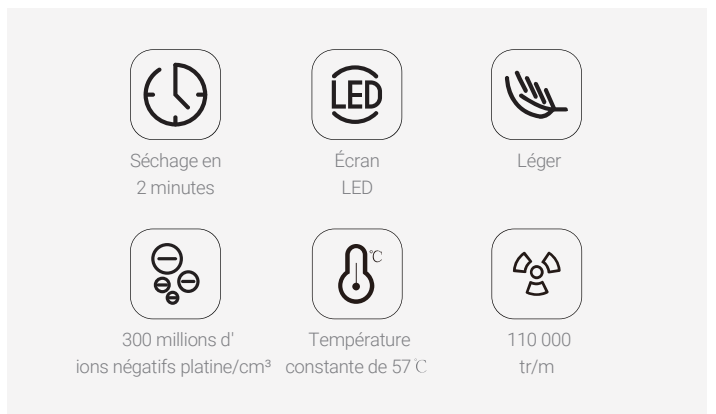 LED
Séchage en
2 minutes
Écran
LED
Léger
℃
300 millions d'
ions négatifs platine/cm³
Température
constante de 57℃
110 000
tr/m